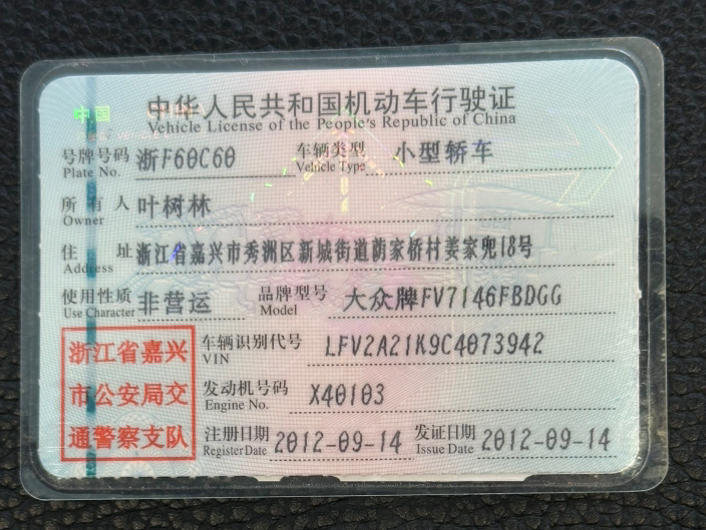 中国
中华人民共和国机动车行驶证
Vehicle License of the People's Republic of China
号牌号码 浙F60C60 车辆类型 小型轿车
Plate No. Vehicle Type
所有人 叶树林
Owner
住址 浙江省嘉兴市秀洲区新城街道荫家桥村姜家兜18号
Address
使用性质 非营运 品牌型号 大众牌FV7146FBDGG
Use Character Model
浙江省嘉兴
市公安局交
通警察支队
车辆识别代号 LFV2A21K9C4073942
VIN
发动机号码 X40103
Engine No.
注册日期 2012-09-14 发证日期 2012-09-14
Register Date Issue Date